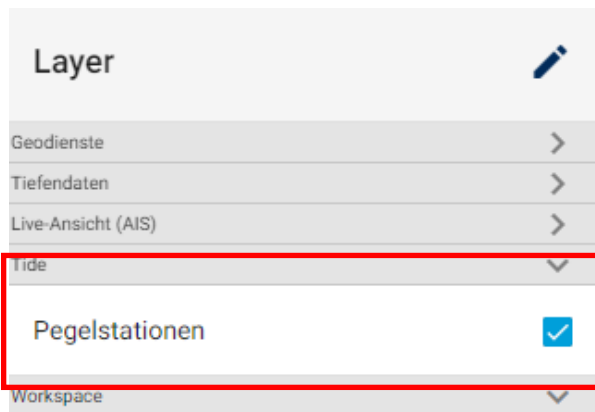 Layer
Geodienste
Tiefendaten
Live-Ansicht (AIS)
Tide
Pegelstationen
Workspace